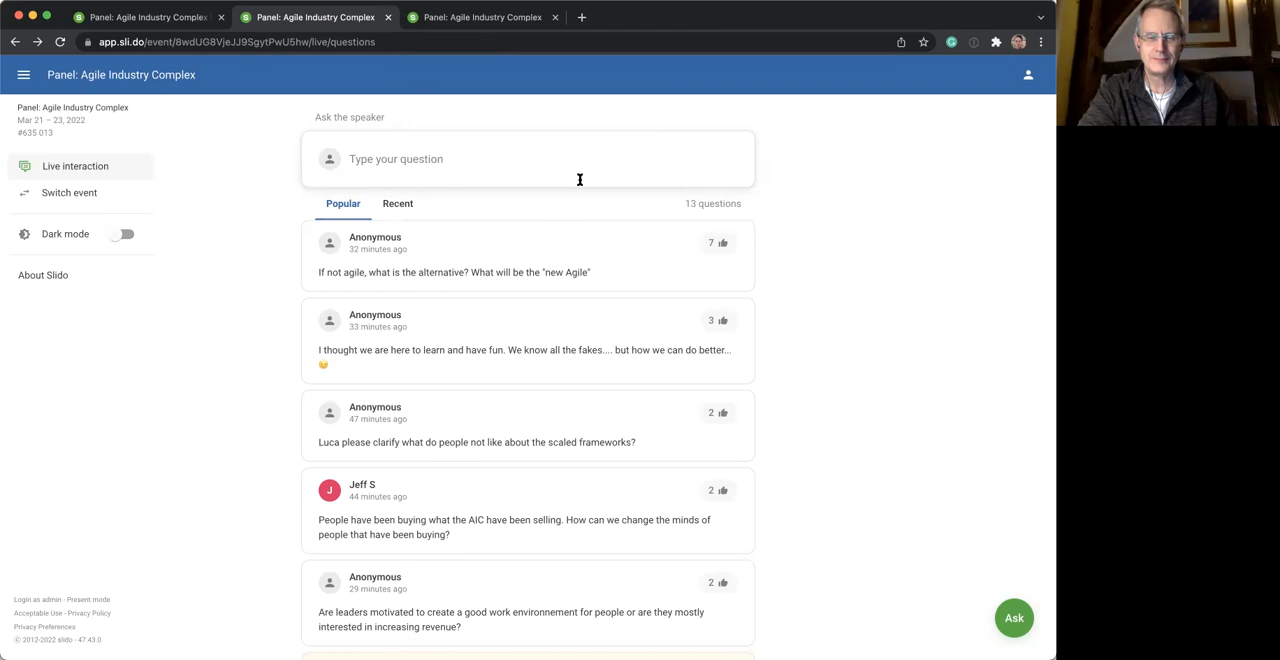 Panel: Agile Industry Complex
Panel: Agile Industry Complex
Panel: Agile Industry Complex
app.sli.do/event/8wdUG8VjeJJ9SgytPwU5hw/live/questions
Panel: Agile Industry Complex
Panel: Agile Industry Complex
Mar 21 – 23, 2022
#635 013
Live interaction
Switch event
Dark mode
About Slido
Ask the speaker
Type your question
Popular Recent 13 questions
Anonymous
32 minutes ago
7
If not agile, what is the alternative? What will be the "new Agile"
Anonymous
33 minutes ago
3
I thought we are here to learn and have fun. We know all the fakes.... but how we can do better...
Anonymous
47 minutes ago
2
Luca please clarify what do people not like about the scaled frameworks?
J
Jeff S
44 minutes ago
2
People have been buying what the AIC have been selling. How can we change the minds of
people that have been buying?
Anonymous
29 minutes ago
2
Are leaders motivated to create a good work environnement for people or are they mostly
interested in increasing revenue?
Login as admin - Present mode
Acceptable Use - Privacy Policy
Privacy Preferences
© 2012-2022 slido - 47.43.0
Ask